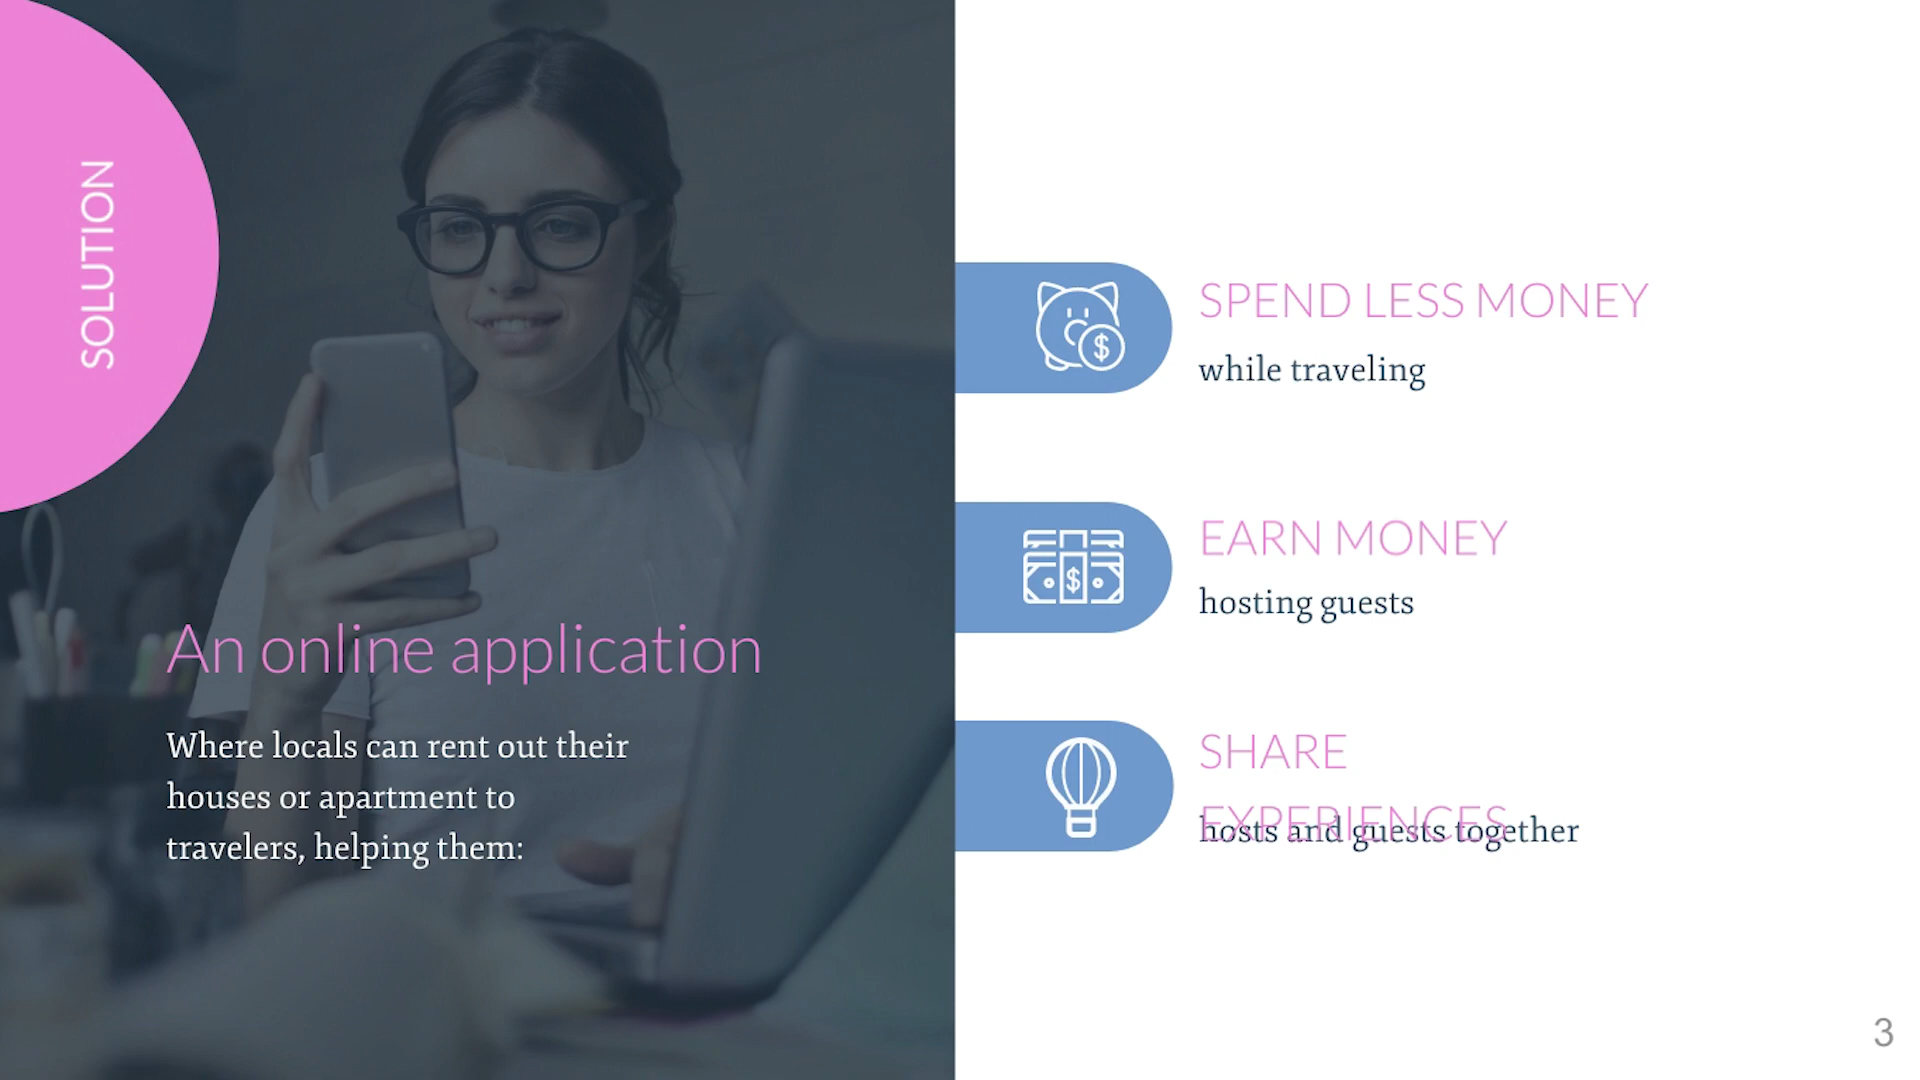 SOLUTION
An online application
Where locals can rent out their
houses or apartment to
travelers, helping them:
$
SPEND LESS MONEY
while traveling
$
EARN MONEY
hosting guests
SHARE
EXPERIENCES
hosts and guests together
3